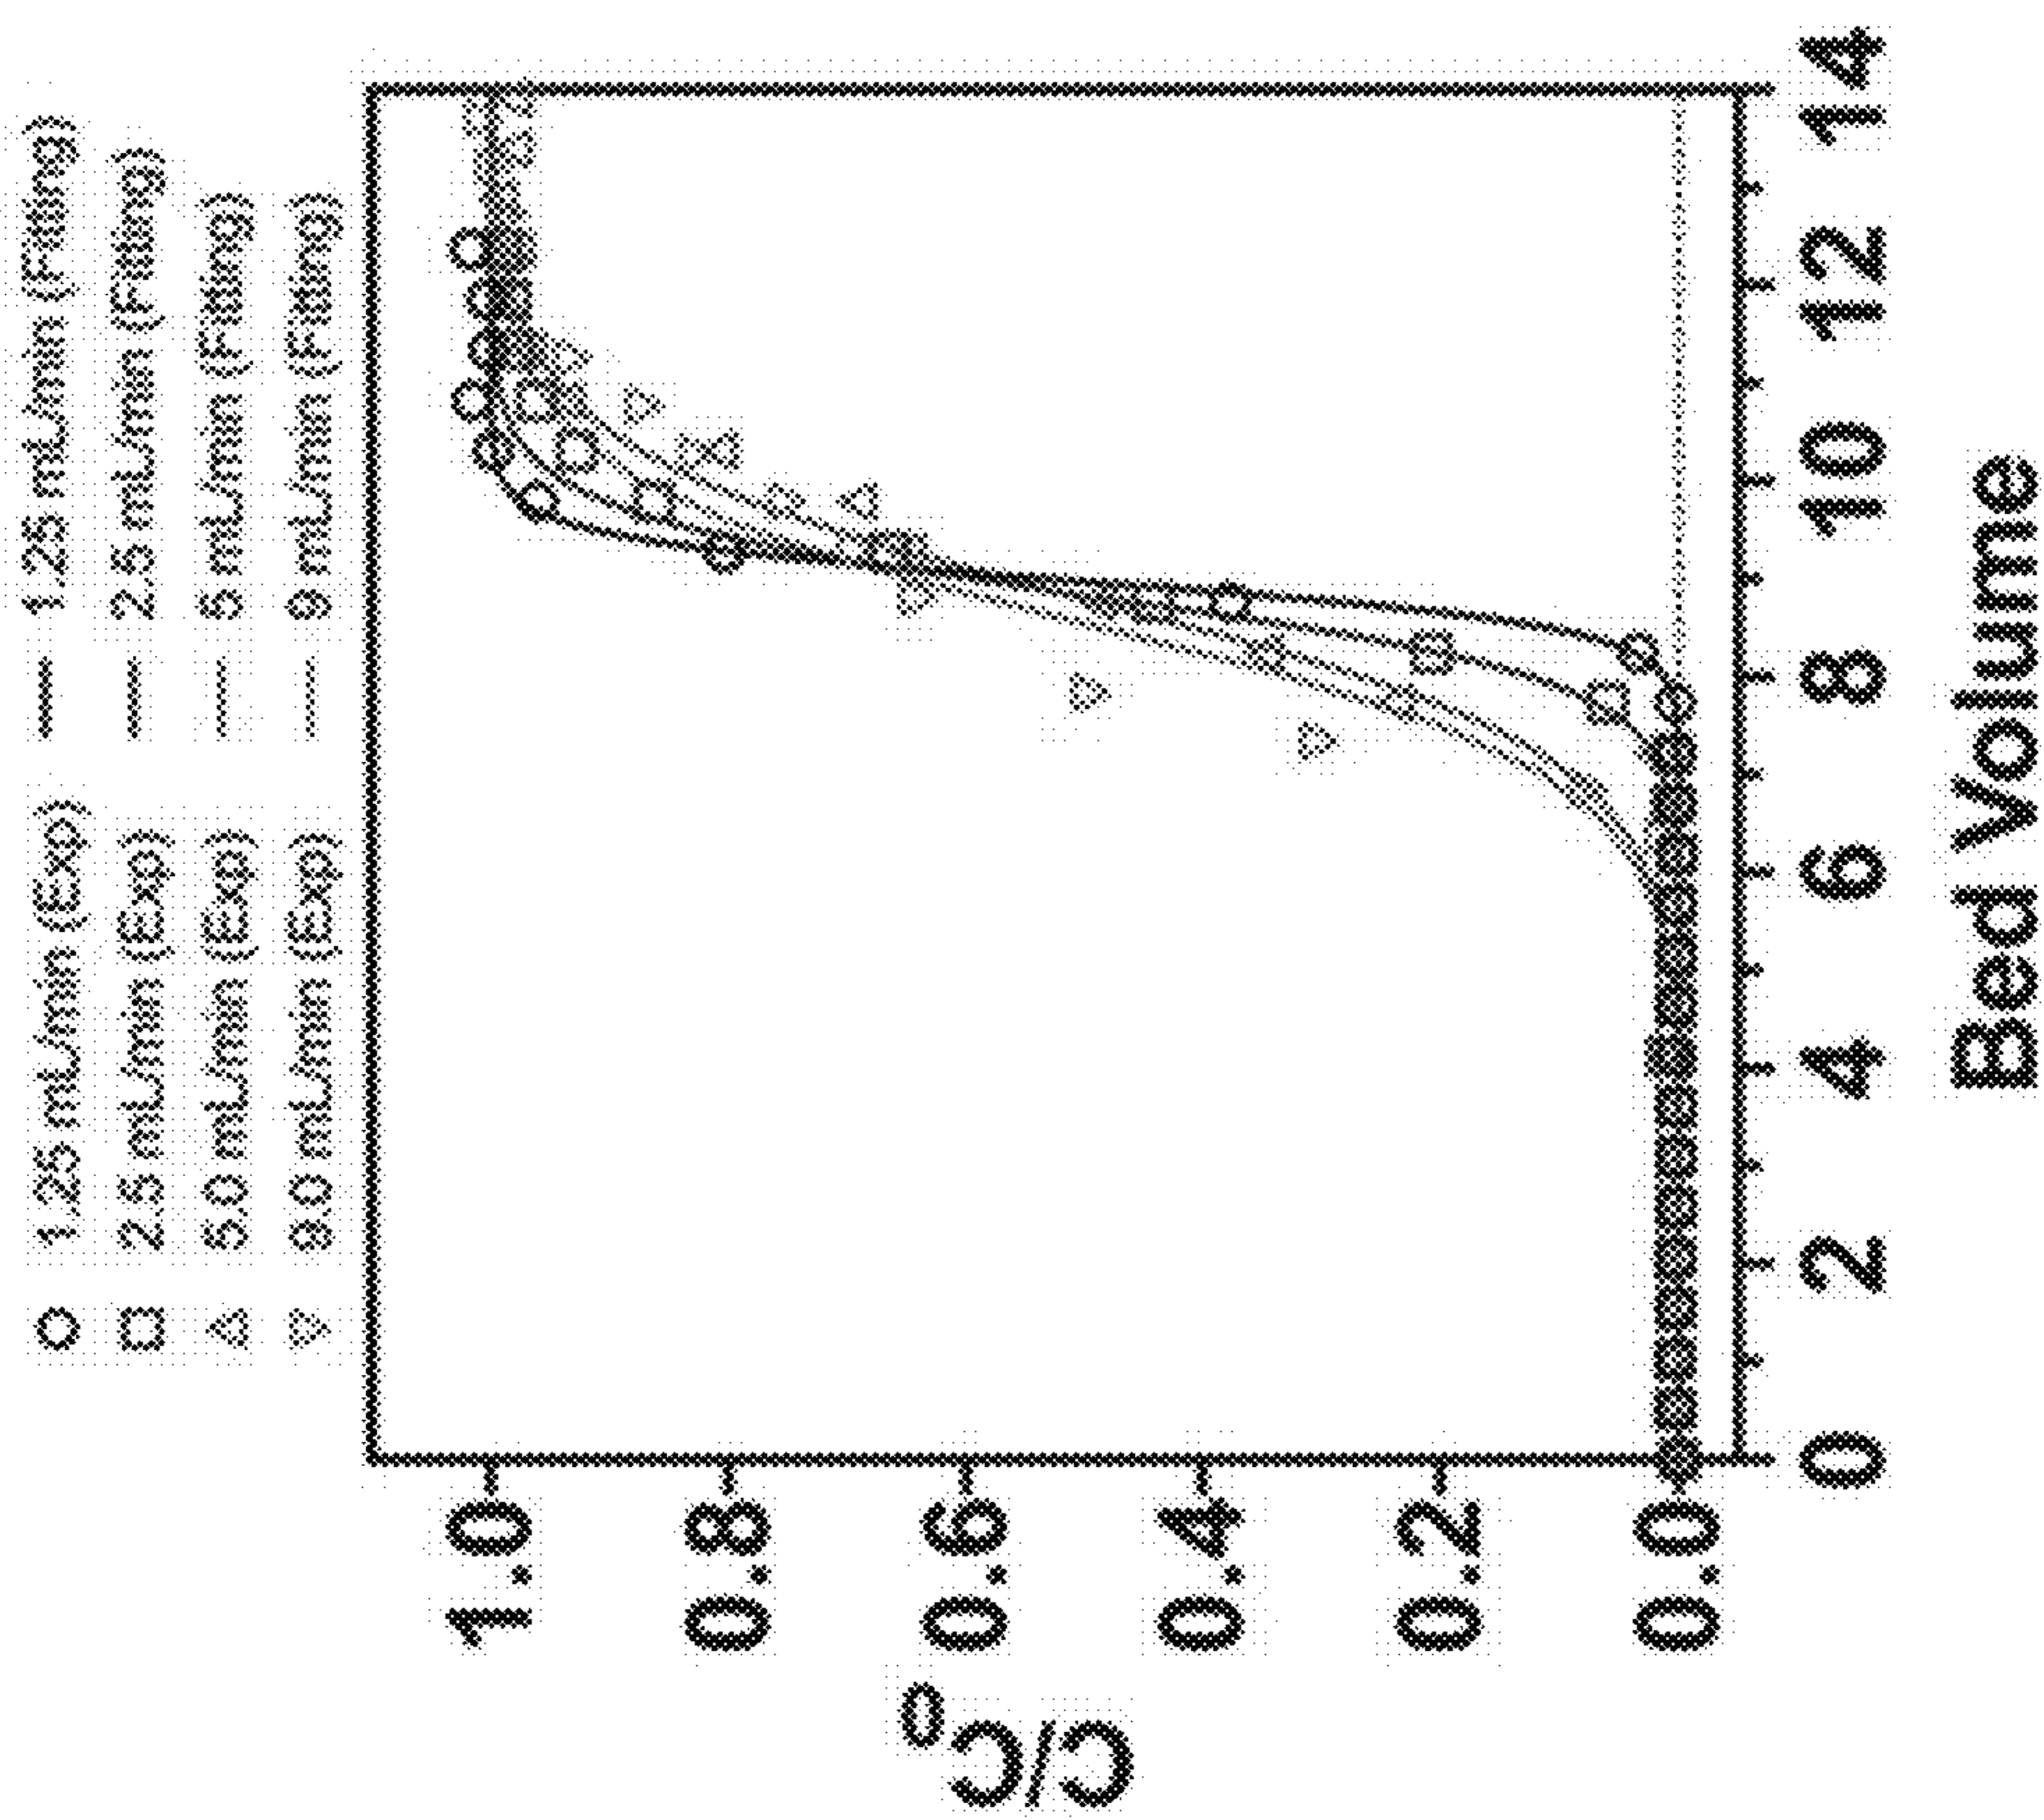 1.25 mL/min (Exp)
1.25 mL/min (Fitting)
2.5 mL/min (Exp)
2.5 mL/min (Fitting)
5.0 mL/min (Exp)
5 mL/min (Fitting)
9.0 mL/min (Exp)
9 mL/min (Fitting)
C/C0
1.0
0.8
0.6
0.4
0.2
0.0
0 2 4 6 8 10 12 14
Bed Volume